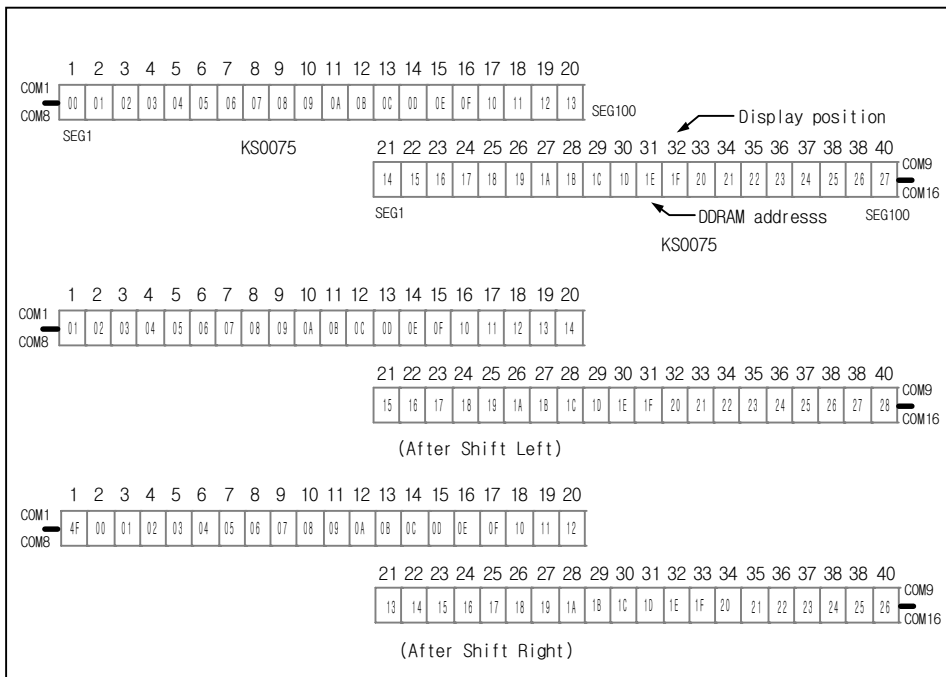 1 2 3 4 5 6 7 8 9 10 11 12 13 14 15 16 17 18 19 20
COM1
COM8
00 01 02 03 04 05 06 07 08 09 0A 0B 0C 0D 0E 0F 10 11 12 13
SEG1
SEG100
KS0075
Display position
21 22 23 24 25 26 27 28 29 30 31 32 33 34 35 36 37 38 38 40
14 15 16 17 18 19 1A 1B 1C 1D 1E 1F 20 21 22 23 24 25 26 27
COM9
COM16
SEG1
DDRAM addresss
SEG100
KS0075
1 2 3 4 5 6 7 8 9 10 11 12 13 14 15 16 17 18 19 20
COM1
COM8
01 02 03 04 05 06 07 08 09 0A 0B 0C 0D 0E 0F 10 11 12 13 14
21 22 23 24 25 26 27 28 29 30 31 32 33 34 35 36 37 38 38 40
15 16 17 18 19 1A 1B 1C 1D 1E 1F 20 21 22 23 24 25 26 27 28
COM9
COM16
(After Shift Left)
1 2 3 4 5 6 7 8 9 10 11 12 13 14 15 16 17 18 19 20
COM1
COM8
4F 00 01 02 03 04 05 06 07 08 09 0A 0B 0C 0D 0E 0F 10 11 12
21 22 23 24 25 26 27 28 29 30 31 32 33 34 35 36 37 38 38 40
13 14 15 16 17 18 19 1A 1B 1C 1D 1E 1F 20 21 22 23 24 25 26
COM9
COM16
(After Shift Right)